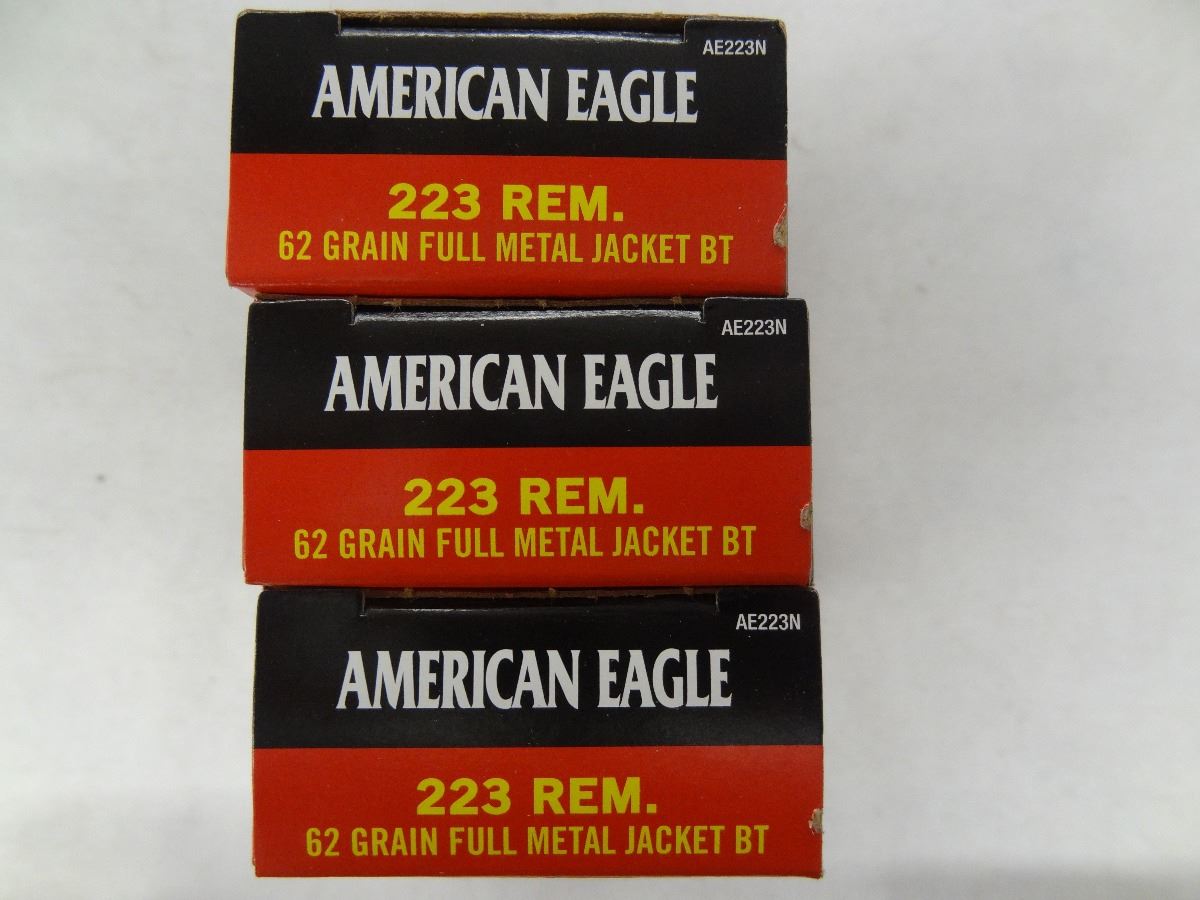 AE223N
AMERICAN EAGLE
223 REM.
62 GRAIN FULL METAL JACKET BT
AE223N
AMERICAN EAGLE
223 REM.
62 GRAIN FULL METAL JACKET BT
AE223N
AMERICAN EAGLE
223 REM.
62 GRAIN FULL METAL JACKET BT